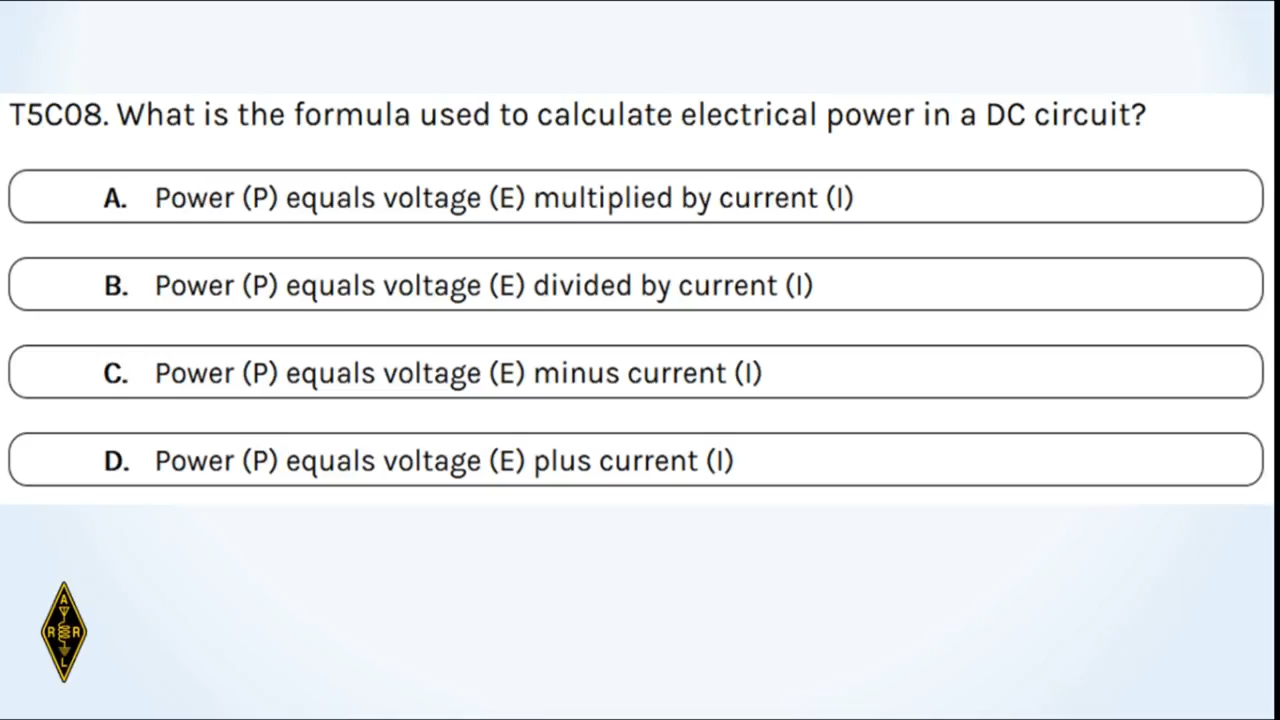 T5C08. What is the formula used to calculate electrical power in a DC circuit?
A. Power (P) equals voltage (E) multiplied by current (I)
B. Power (P) equals voltage (E) divided by current (I)
C. Power (P) equals voltage (E) minus current (I)
D. Power (P) equals voltage (E) plus current (I)
A
R R
L